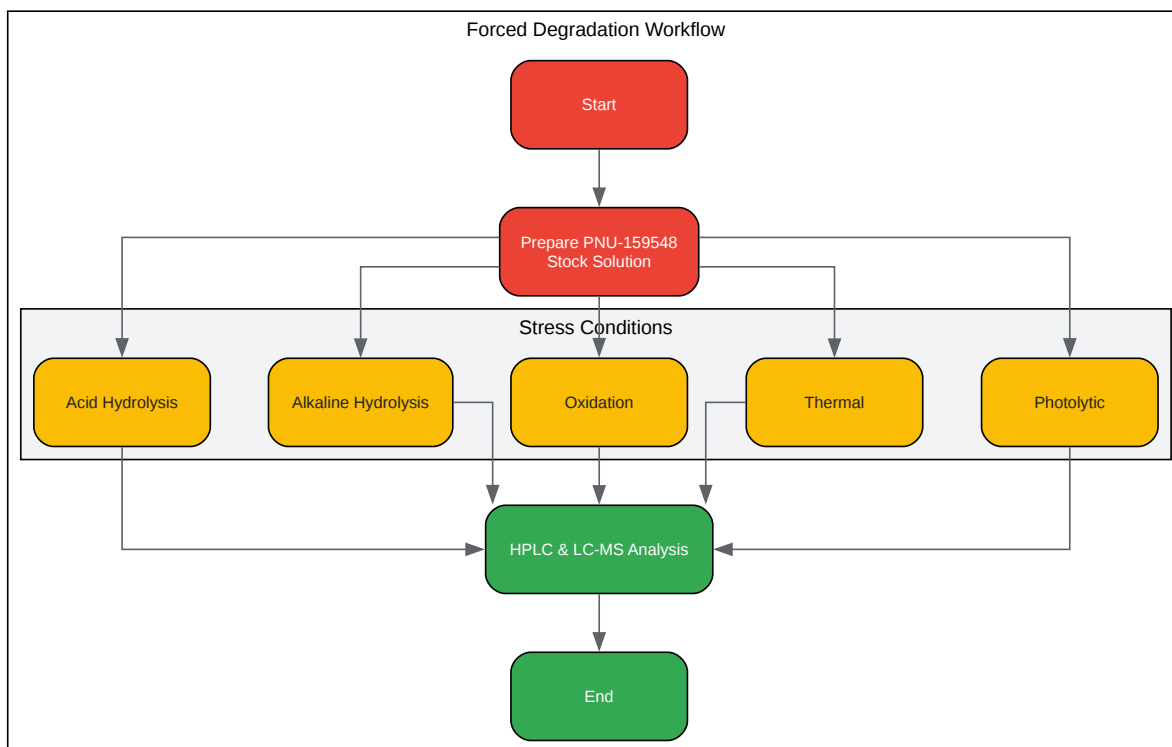 Forced Degradation Workflow
Start
Prepare PNU-159548
Stock Solution
Stress Conditions
Acid Hydrolysis
Alkaline Hydrolysis
Oxidation
Thermal
Photolytic
HPLC & LC-MS Analysis
End